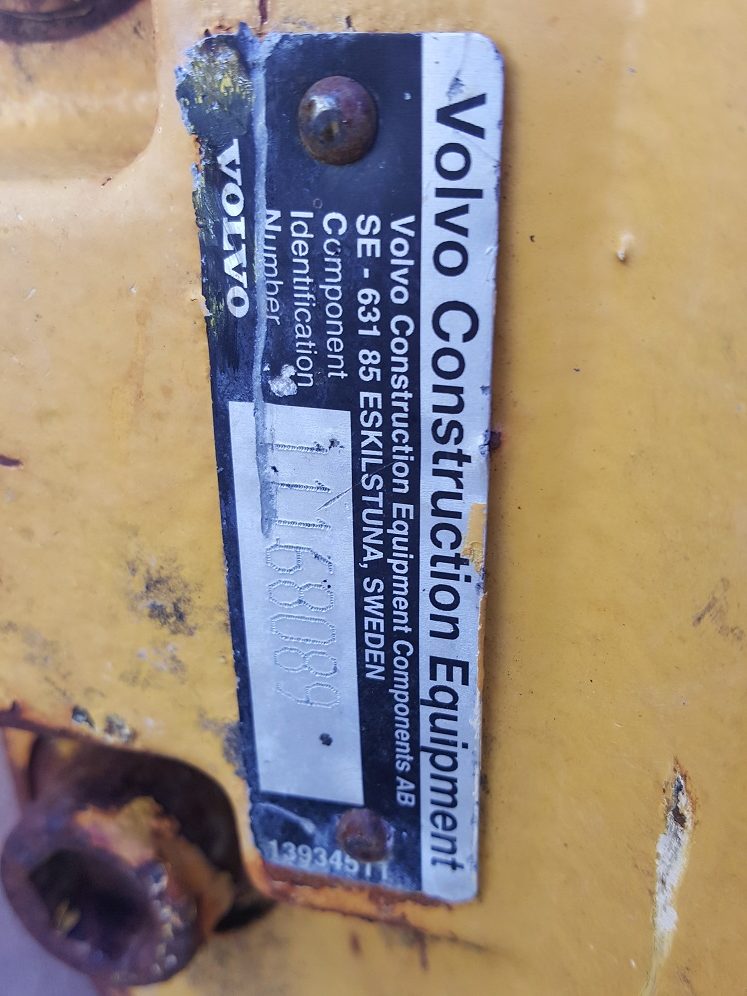 Volvo Construction Equipment
Volvo Construction Equipment Components AB
SE - 631 85 ESKILSTUNA, SWEDEN
Component
Identification
Number
11168089
VOLVO
13934511